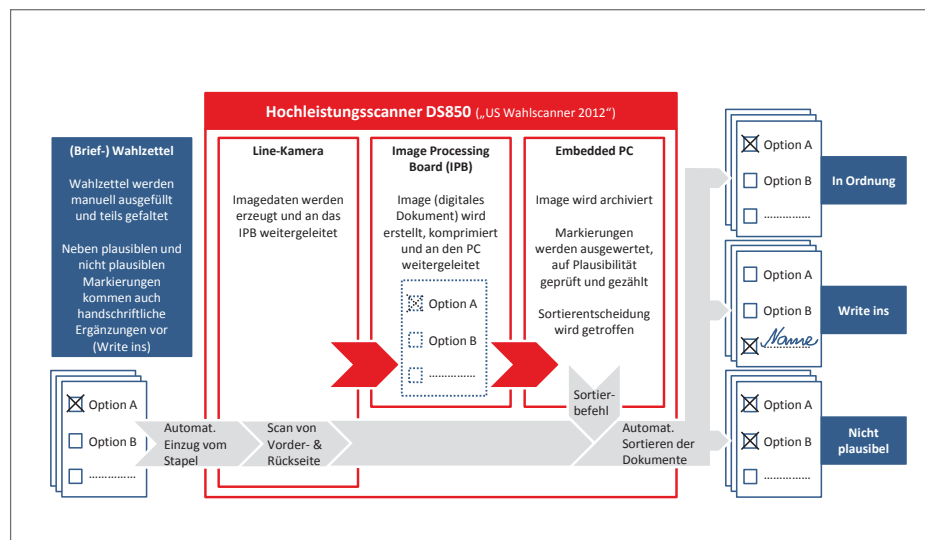 Hochleistungsscanner DS850 („US Wahlscanner 2012“)
(Brief-) Wahlzettel
Wahlzettel werden
manuell ausgefüllt
und teils gefaltet
Neben plausiblen und
nicht plausiblen
Markierungen
kommen auch
handschriftliche
Ergänzungen vor
(Write ins)
Option A
Option B
................
Automat.
Einzug vom
Stapel
Line-Kamera
Imagedaten werden
erzeugt und an das
IPB weitergeleitet
Scan von
Vorder- &
Rückseite
Image Processing
Board (IPB)
Image (digitales
Dokument) wird
erstellt, komprimiert
und an den PC
weitergeleitet
Option A
Option B
................
Embedded PC
Image wird archiviert
Markierungen
werden ausgewertet,
auf Plausibilität
geprüft und gezählt
Sortierentscheidung
wird getroffen
Sortier-
befehl
Automat.
Sortieren der
Dokumente
Option A
Option B
................
In Ordnung
Option A
Option B
Name
................
Write ins
Option A
Option B
................
Nicht
plausibel